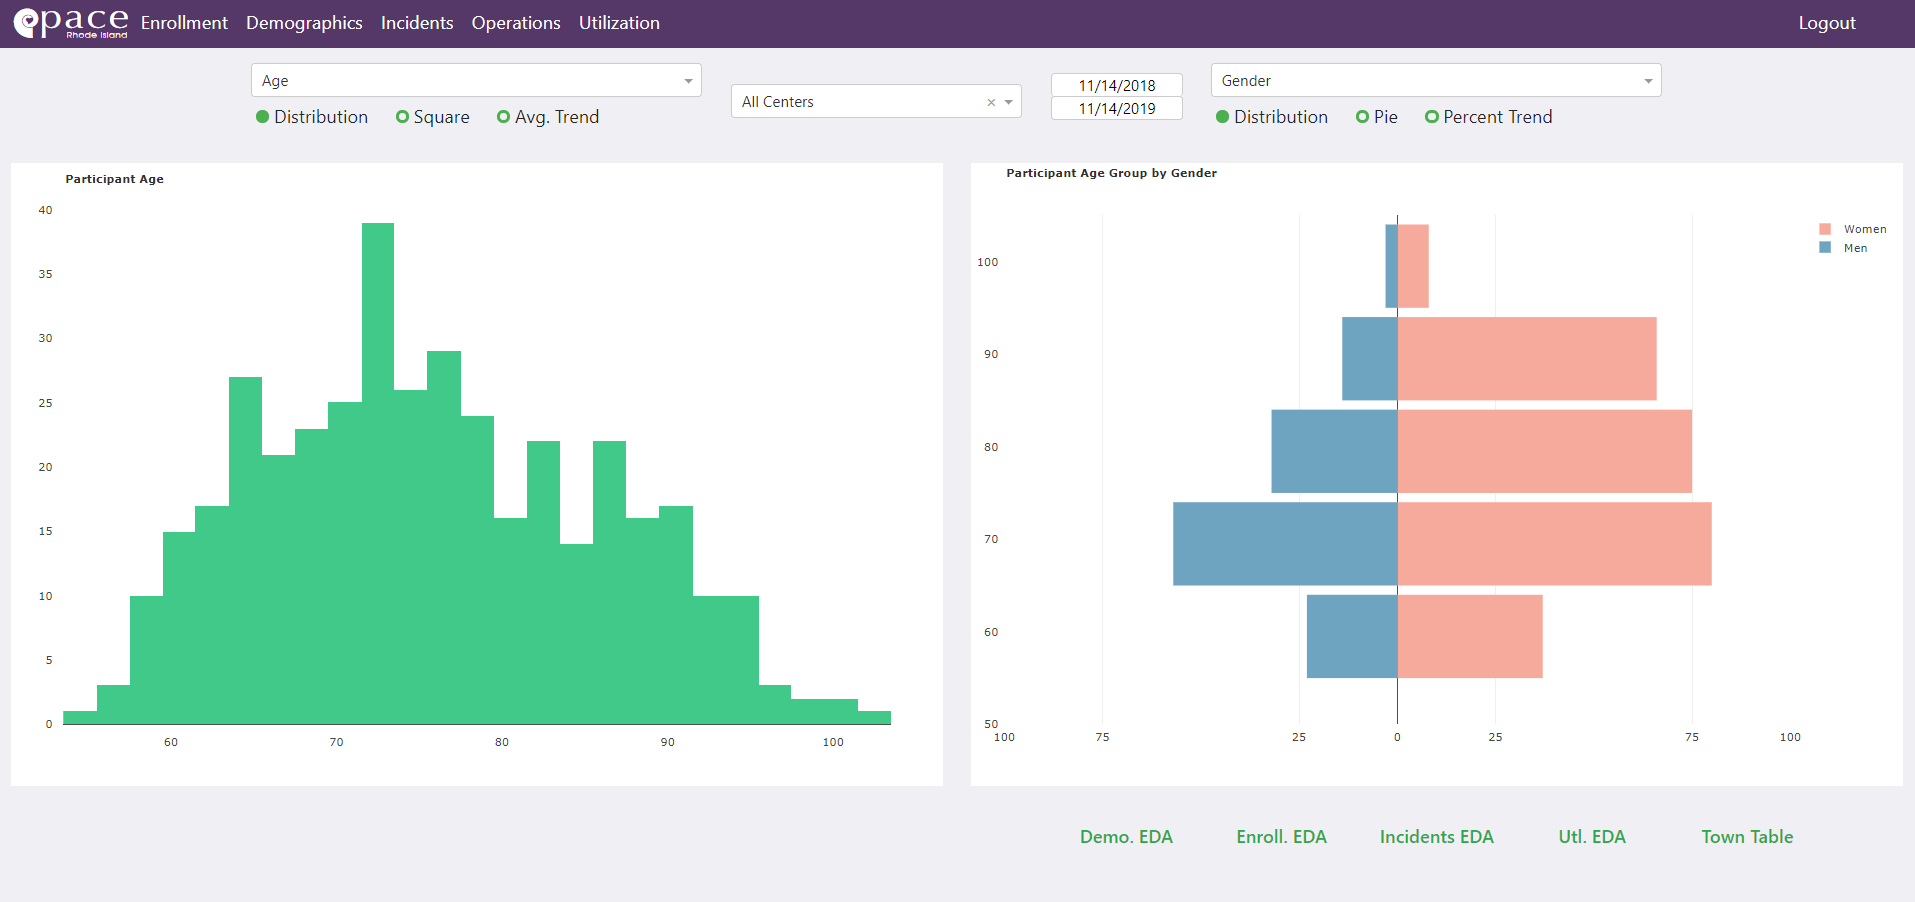 pace
Rhode Island
Enrollment Demographics Incidents Operations Utilization Logout
Age
Distribution Square Avg. Trend
All Centers ×
11/14/2018
11/14/2019
Gender
Distribution Pie Percent Trend
Participant Age
40
35
30
25
20
15
10
5
0
60 70 80 90 100
Participant Age Group by Gender
Women
Men
100
90
80
70
60
50
100 75 25 0 25 75 100
Demo. EDA Enroll. EDA Incidents EDA Utl. EDA Town Table